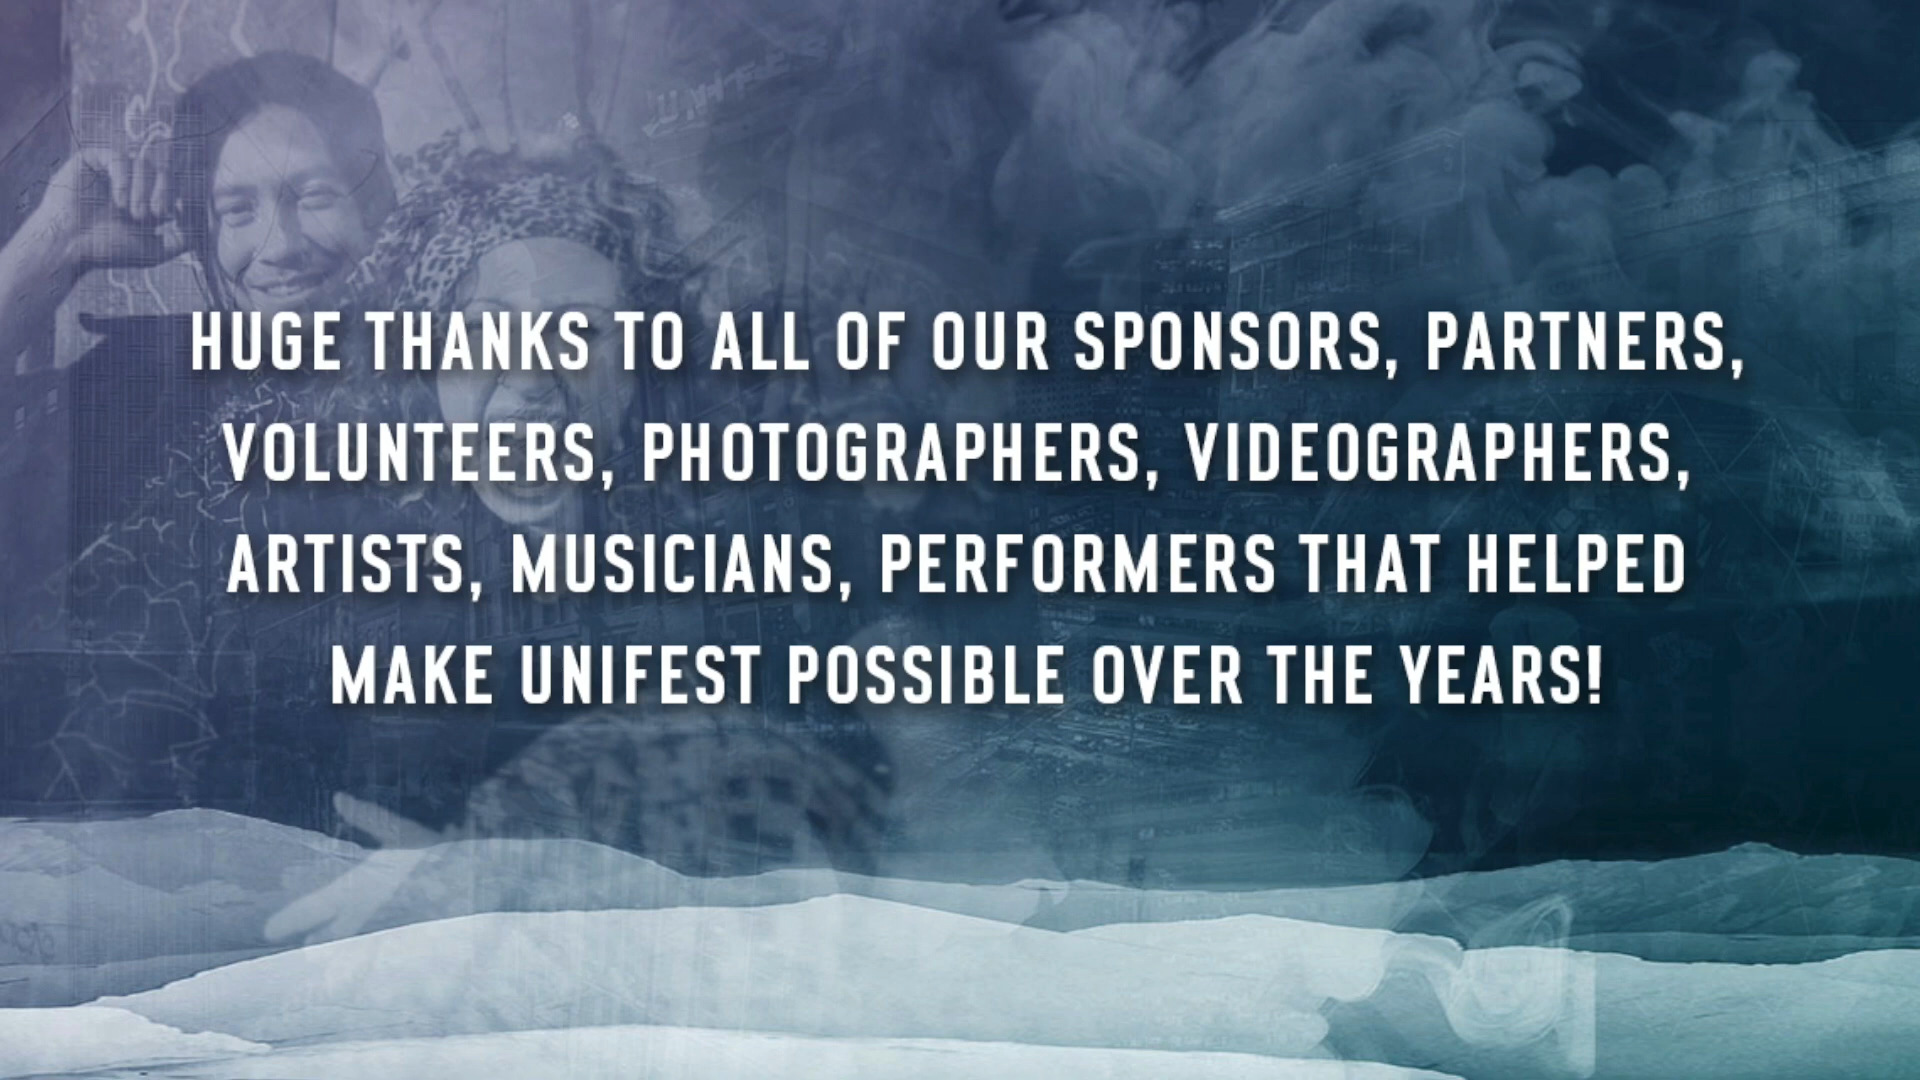 HUGE THANKS TO ALL OF OUR SPONSORS, PARTNERS,
VOLUNTEERS, PHOTOGRAPHERS, VIDEOGRAPHERS,
ARTISTS, MUSICIANS, PERFORMERS THAT HELPED
MAKE UNIFEST POSSIBLE OVER THE YEARS!